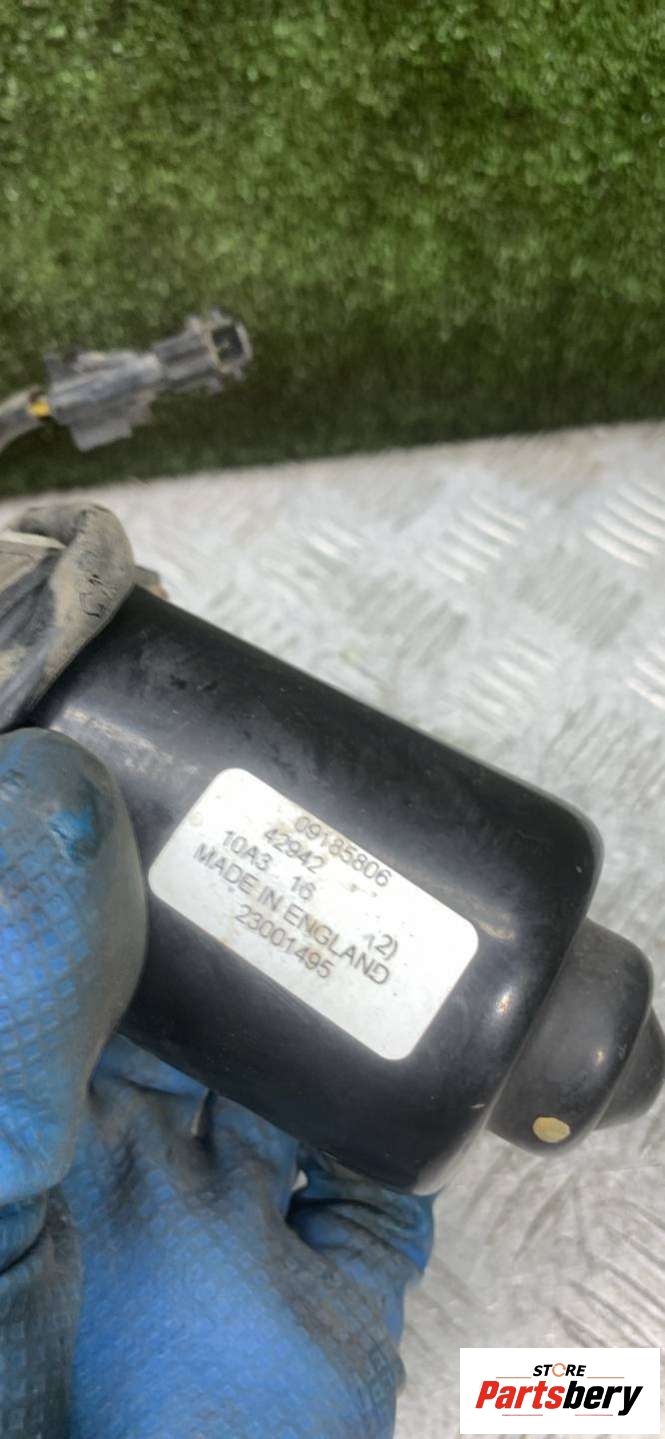 09185806
42942
10A3 16 12)
MADE IN ENGLAND
23001495
STORE
Partsbery